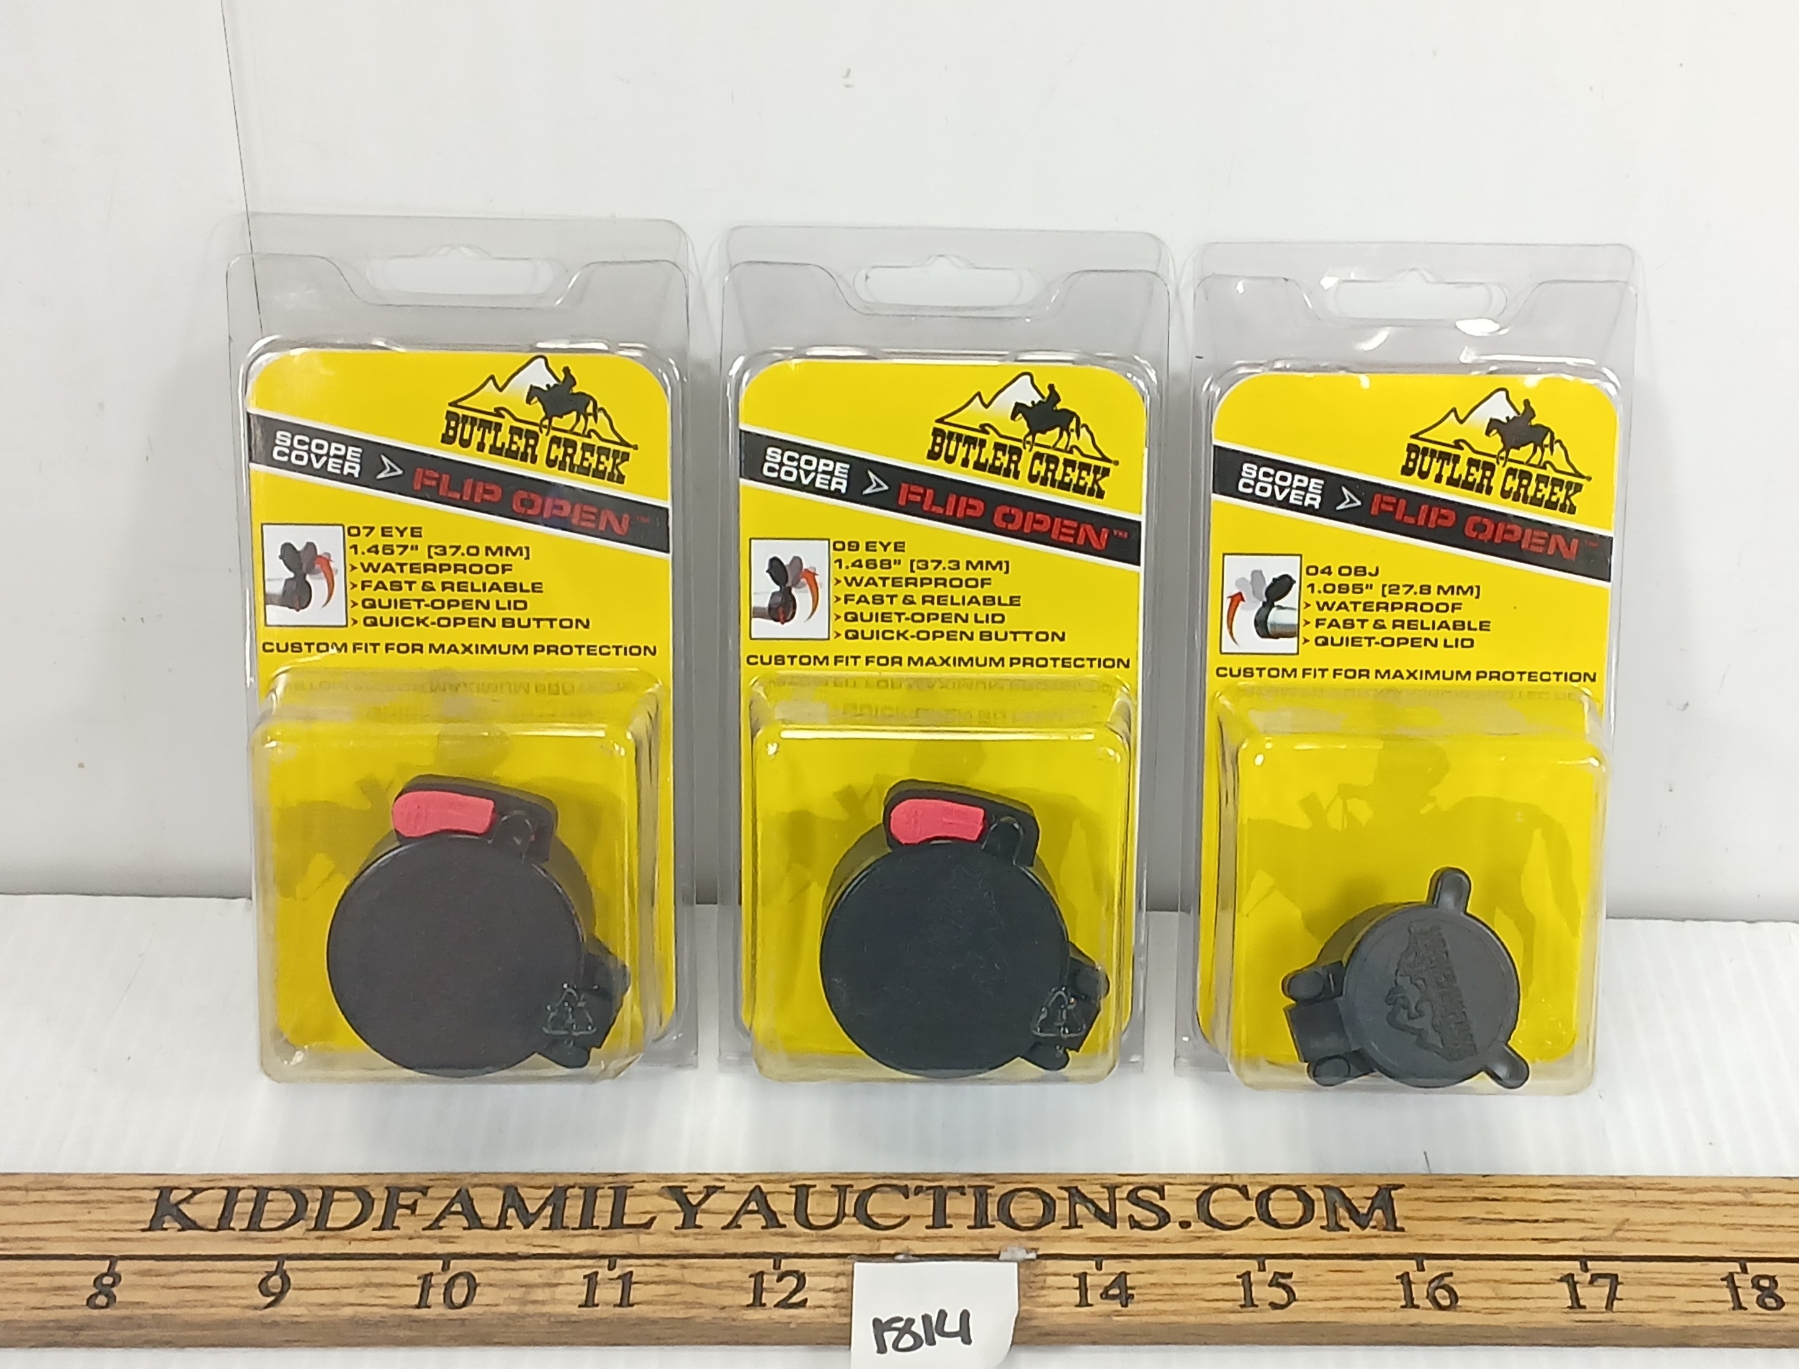 BUTLER CREEK
SCOPE
COVER > FLIP OPEN™
07 EYE
1.457" [37.0 MM]
>WATERPROOF
>FAST & RELIABLE
>QUIET-OPEN LID
>QUICK-OPEN BUTTON
CUSTOM FIT FOR MAXIMUM PROTECTION
BUTLER CREEK
SCOPE
COVER > FLIP OPEN™
09 EYE
1.468" [37.3 MM]
>WATERPROOF
>FAST & RELIABLE
>QUIET-OPEN LID
>QUICK-OPEN BUTTON
CUSTOM FIT FOR MAXIMUM PROTECTION
BUTLER CREEK
SCOPE
COVER > FLIP OPEN™
04 OBJ
1.095" [27.8 MM]
> WATERPROOF
> FAST & RELIABLE
> QUIET-OPEN LID
CUSTOM FIT FOR MAXIMUM PROTECTION
KIDDFAMILYAUCTIONS.COM
8 9 10 11 12 14 15 16 17 18
1814